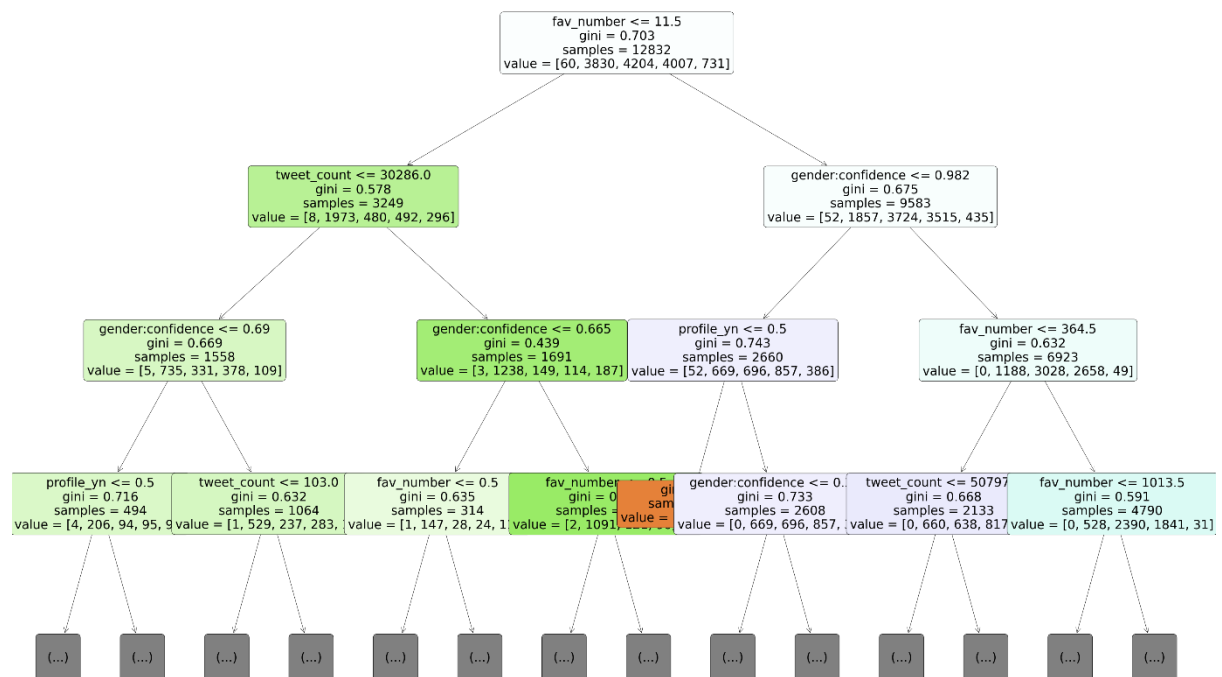 fav_number <= 11.5
gini = 0.703
samples = 12832
value = [60, 3830, 4204, 4007, 731]
tweet_count <= 30286.0
gini = 0.578
samples = 3249
value = [8, 1973, 480, 492, 296]
gender:confidence <= 0.982
gini = 0.675
samples = 9583
value = [52, 1857, 3724, 3515, 435]
gender:confidence <= 0.69
gini = 0.669
samples = 1558
value = [5, 735, 331, 378, 109]
gender:confidence <= 0.665
gini = 0.439
samples = 1691
value = [3, 1238, 149, 114, 187]
profile_yn <= 0.5
gini = 0.743
samples = 2660
value = [52, 669, 696, 857, 386]
fav_number <= 364.5
gini = 0.632
samples = 6923
value = [0, 1188, 3028, 2658, 49]
profile_yn <= 0.5
gini = 0.716
samples = 494
value = [4, 206, 94, 95,
tweet_count <= 103.0
gini = 0.632
samples = 1064
value = [1, 529, 237, 283,
fav_number <= 0.5
gini = 0.635
samples = 314
value = [1, 147, 28, 24,
fav_number
value = [2, 1091,
value =
gender:confidence <=
gini = 0.733
samples = 2608
value = [0, 669, 696, 857,
tweet_count <=
gini = 0.668
samples = 2133
value = [0, 660, 638, 817
fav_number <= 1013.5
gini = 0.591
samples = 4790
value = [0, 528, 2390, 1841, 31]
(...)
(...)
(...)
(...)
(...)
(...)
(...)
(...)
(...)
(...)
(...)
(...)
(...)
(...)